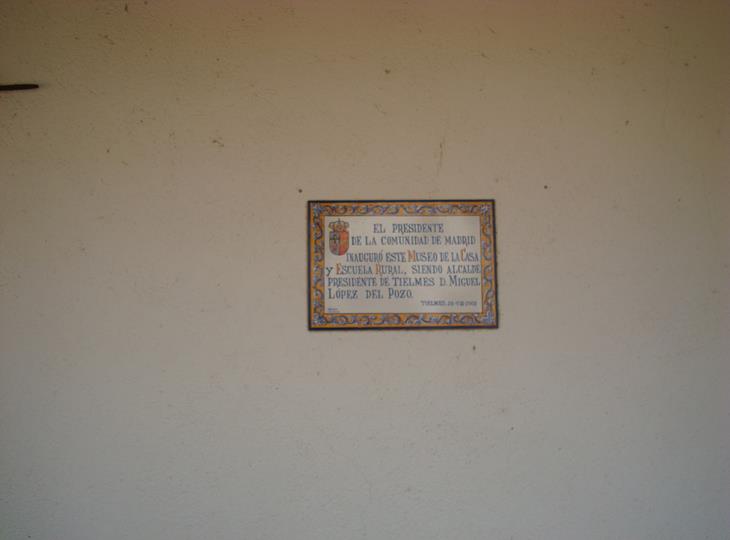 EL PRESIDENTE
DE LA COMUNIDAD DE MADRID
INAUGURÓ ESTE MUSEO DE LA CASA
Y ESCUELA RURAL, SIENDO ALCALDE
PRESIDENTE DE TIELMES D. MIGUEL
LÓPEZ DEL POZO.
TIELMES,